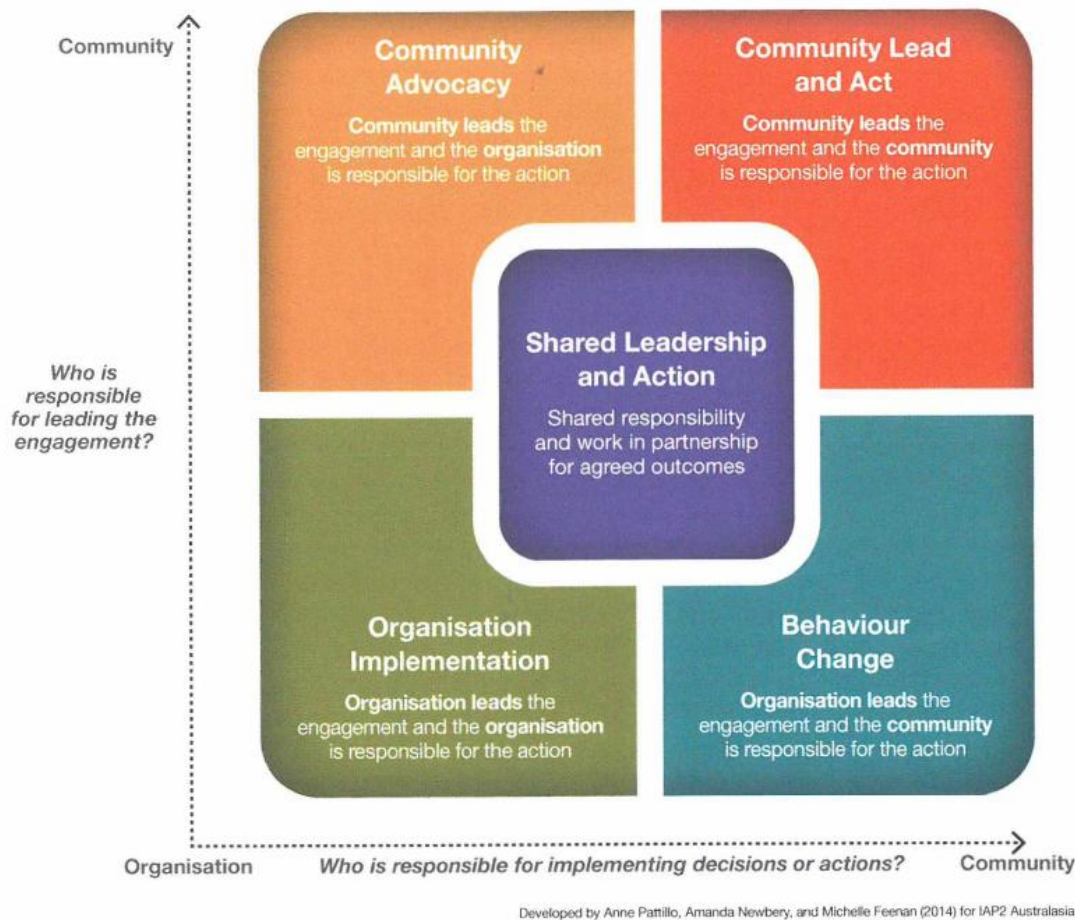 Community
Community
Advocacy
Community leads the
engagement and the organisation
is responsible for the action
Community Lead
and Act
Community leads the
engagement and the community
is responsible for the action
Who is
responsible
for leading the
engagement?
Shared Leadership
and Action
Shared responsibility
and work in partnership
for agreed outcomes
Organisation
Implementation
Organisation leads the
engagement and the organisation
is responsible for the action
Behaviour
Change
Organisation leads the
engagement and the community
is responsible for the action
Organisation
Who is responsible for implementing decisions or actions?
Community
Developed by Anne Pattillo, Amanda Newbery, and Michelle Feenan (2014) for IAP2 Australasia